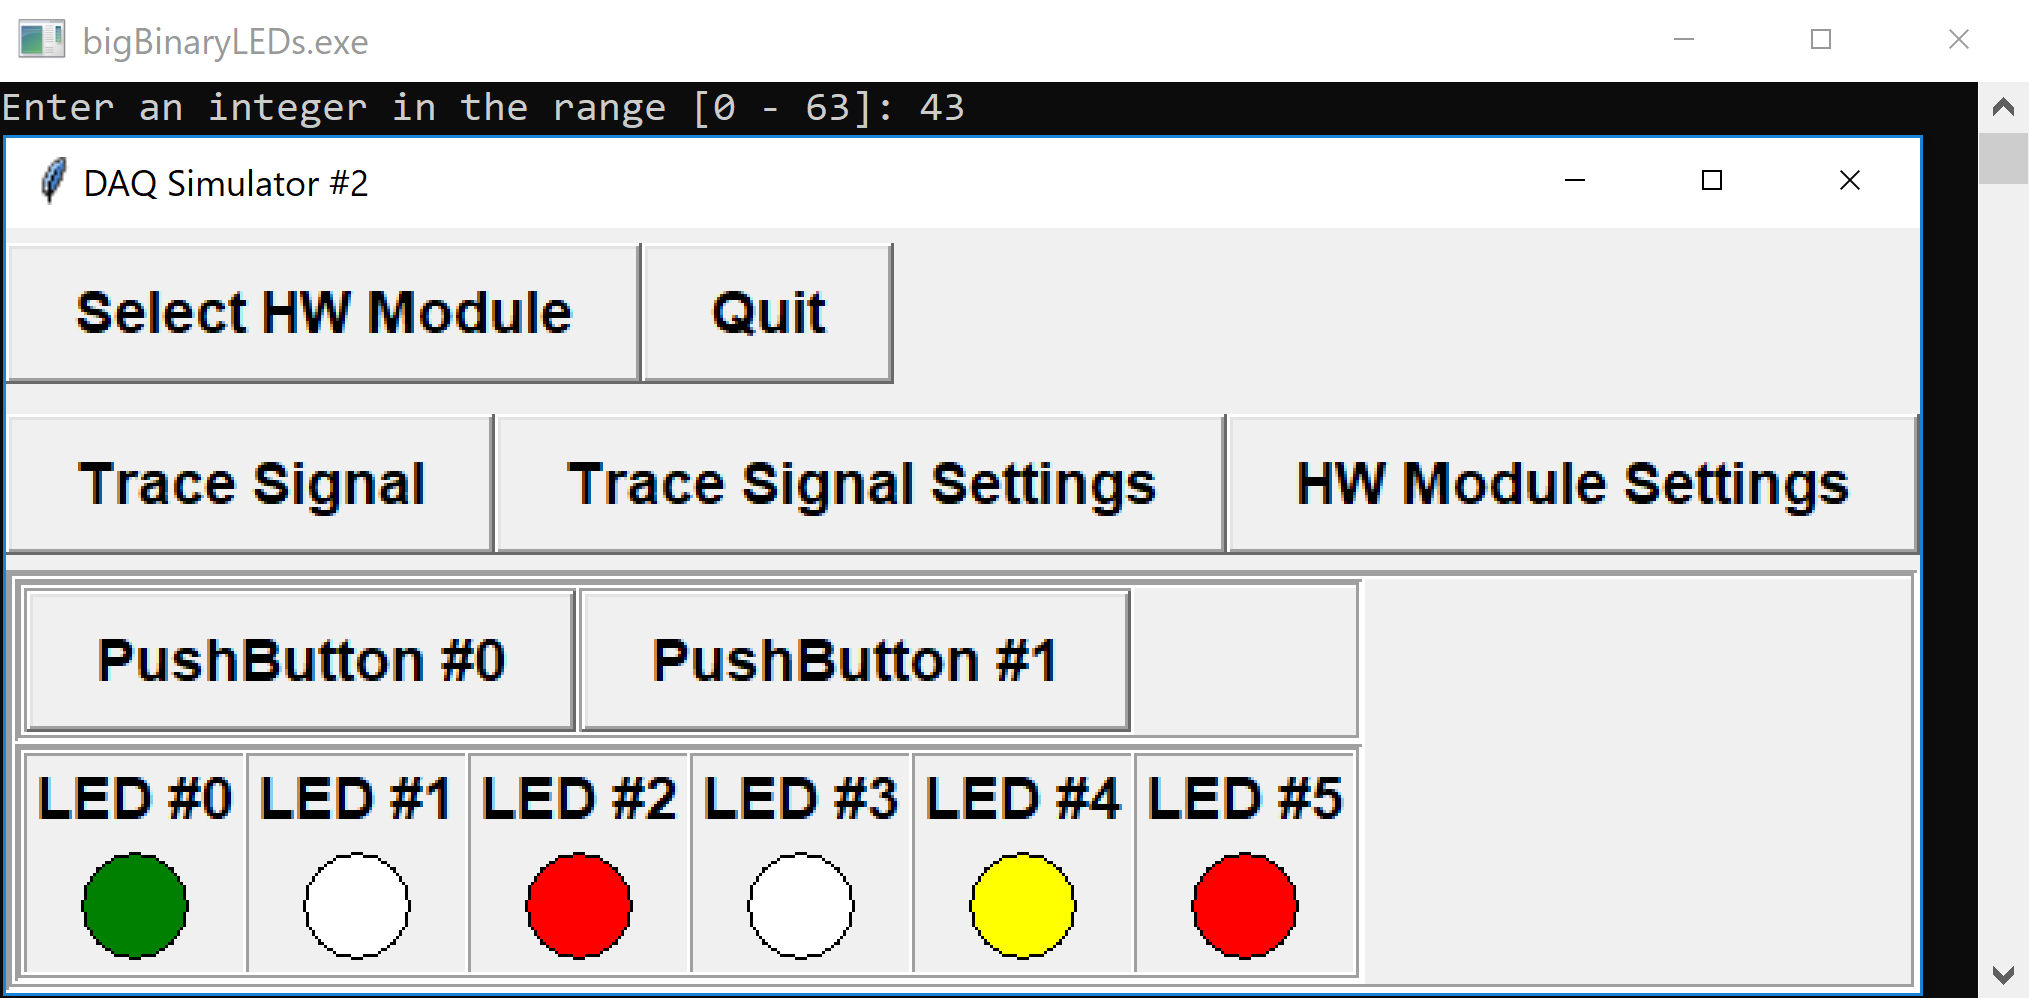 bigBinaryLEDs.exe
Enter an integer in the range [0 - 63]: 43
DAQ Simulator #2
Select HW Module Quit
Trace Signal Trace Signal Settings HW Module Settings
PushButton #0 PushButton #1
LED #0 LED #1 LED #2 LED #3 LED #4 LED #5